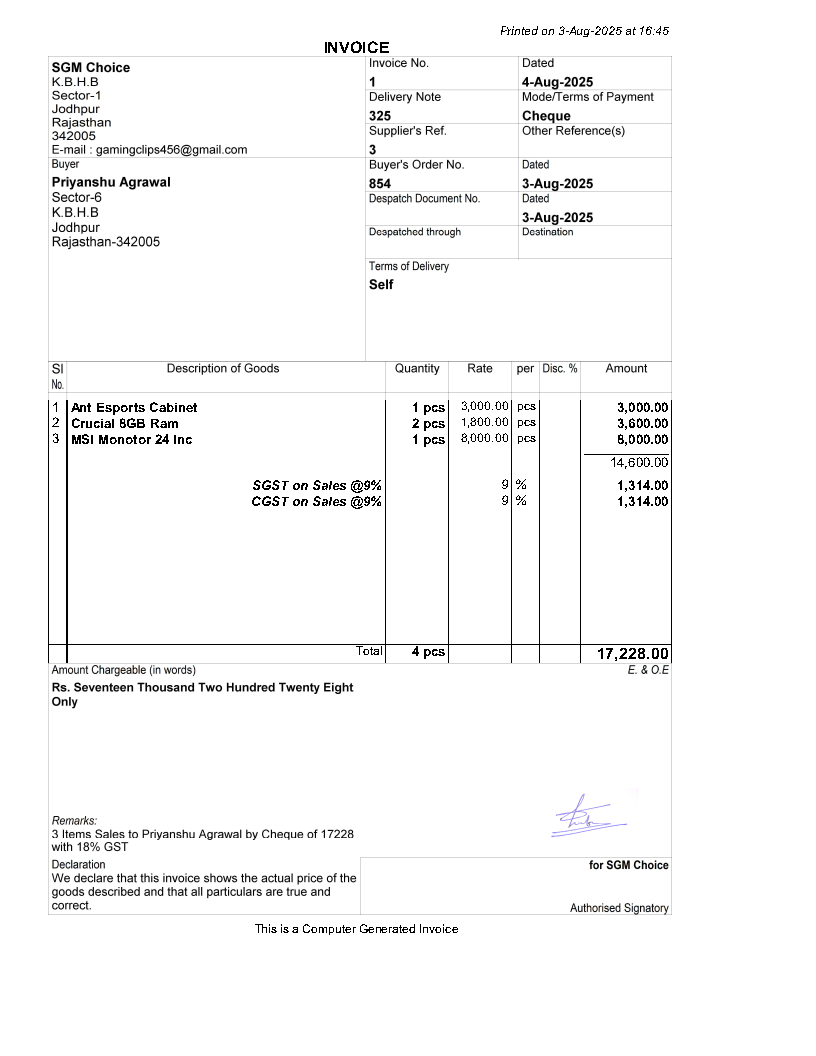 Printed on 3-Aug-2025 at 16:45
INVOICE
SGM Choice
K.B.H.B
Sector-1
Jodhpur
Rajasthan
342005
E-mail : gamingclips456@gmail.com
Invoice No.
1
Dated
4-Aug-2025
Delivery Note
325
Mode/Terms of Payment
Cheque
Supplier's Ref.
3
Other Reference(s)
Buyer
Priyanshu Agrawal
Sector-6
K.B.H.B
Jodhpur
Rajasthan-342005
Buyer's Order No.
854
Dated
3-Aug-2025
Despatch Document No.
Dated
3-Aug-2025
Despatched through
Destination
Terms of Delivery
Self
Sl No. Description of Goods Quantity Rate per Disc. % Amount
1 Ant Esports Cabinet 1 pcs 3,000.00 pcs 3,000.00
2 Crucial 8GB Ram 2 pcs 1,800.00 pcs 3,600.00
3 MSI Monotor 24 Inc 1 pcs 8,000.00 pcs 8,000.00
14,600.00
SGST on Sales @9% 9 % 1,314.00
CGST on Sales @9% 9 % 1,314.00
Total 4 pcs 17,228.00
Amount Chargeable (in words) E. & O.E
Rs. Seventeen Thousand Two Hundred Twenty Eight
Only
Remarks:
3 Items Sales to Priyanshu Agrawal by Cheque of 17228
with 18% GST
Declaration
We declare that this invoice shows the actual price of the
goods described and that all particulars are true and
correct.
for SGM Choice
Authorised Signatory
This is a Computer Generated Invoice